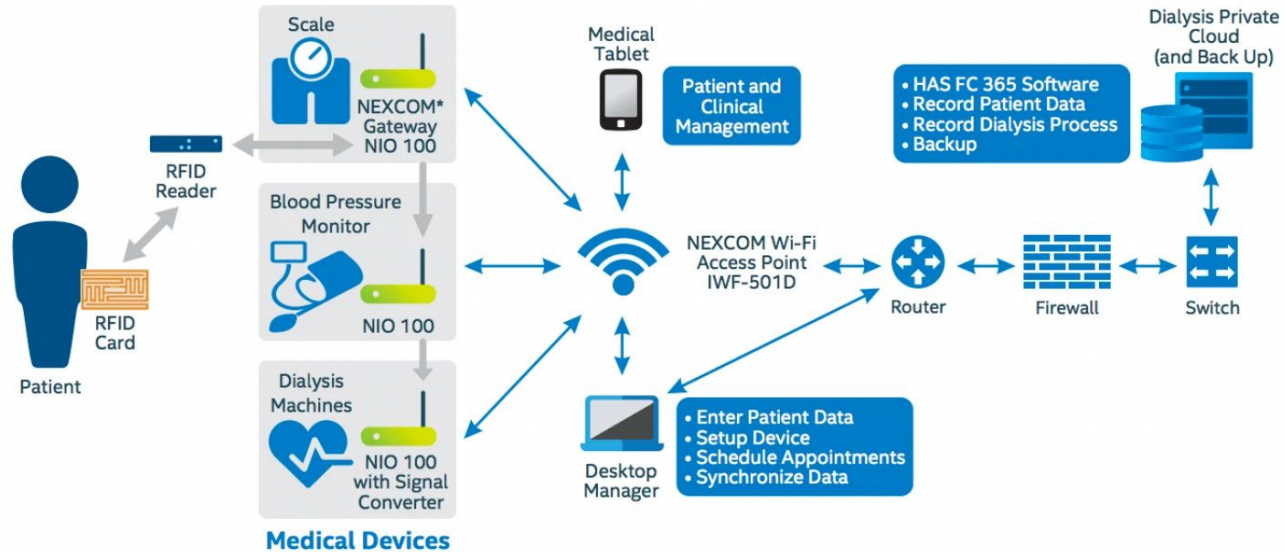 Scale
NEXCOM*
Gateway
NIO 100
RFID
Reader
RFID
Card
Patient
Blood Pressure
Monitor
NIO 100
Dialysis
Machines
NIO 100
with Signal
Converter
Medical Devices
Medical
Tablet
Patient and
Clinical
Management
NEXCOM Wi-Fi
Access Point
IWF-501D
Desktop
Manager
• Enter Patient Data
• Setup Device
• Schedule Appointments
• Synchronize Data
Router
Firewall
Switch
• HAS FC 365 Software
• Record Patient Data
• Record Dialysis Process
• Backup
Dialysis Private
Cloud
(and Back Up)